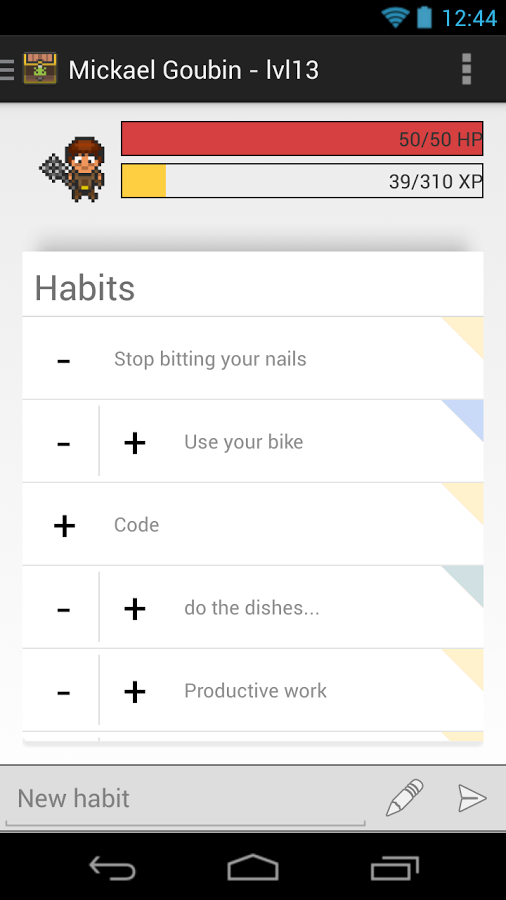 12:44
Mickael Goubin - lvl13
50/50 HP
39/310 XP
Habits
- Stop bitting your nails
- + Use your bike
+ Code
- + do the dishes...
- + Productive work
New habit